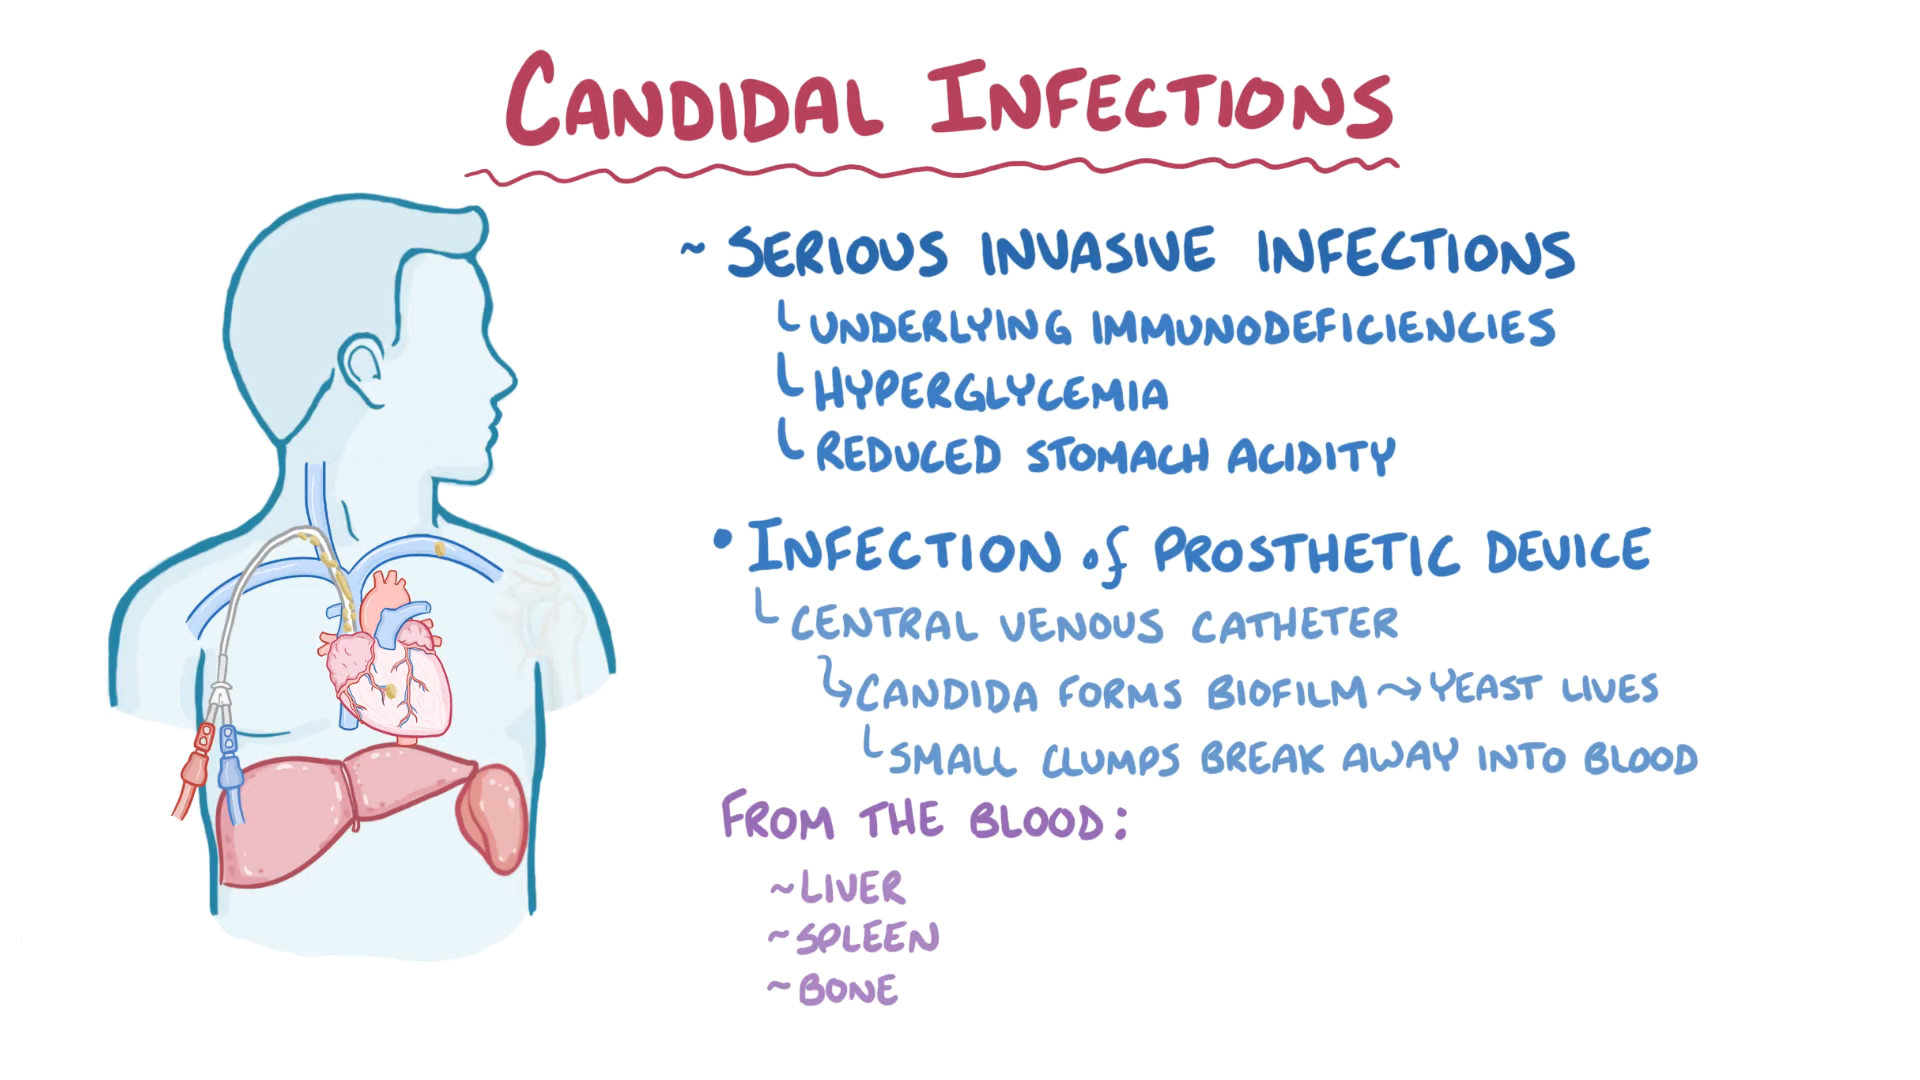 CANDIDAL INFECTIONS
~ SERIOUS INVASIVE INFECTIONS
UNDERLYING IMMUNODEFICIENCIES
HYPERGLYCEMIA
REDUCED STOMACH ACIDITY
• INFECTION of PROSTHETIC DEVICE
CENTRAL VENOUS CATHETER
↳ CANDIDA FORMS BIOFILM → YEAST LIVES
SMALL CLUMPS BREAK AWAY INTO BLOOD
FROM THE BLOOD:
~ LIVER
~ SPLEEN
~ BONE